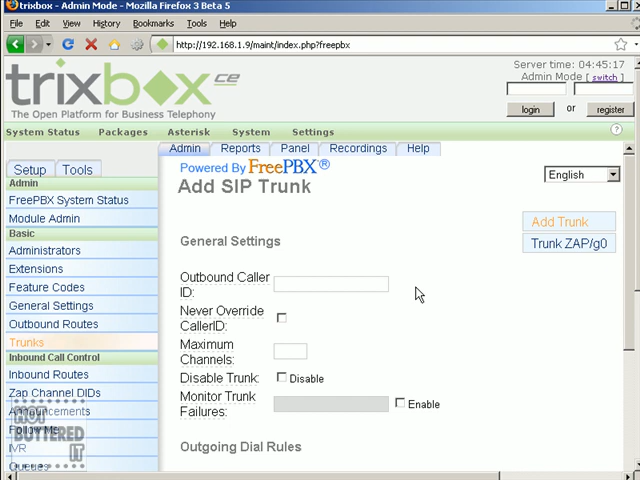 trixbox - Admin Mode - Mozilla Firefox 3 Beta 5
File Edit View History Bookmarks Tools Help
http://192.168.1.9/maint/index.php?freepbx
Server time: 04:45:17
Admin Mode [ switch ]
trixbox ce
The Open Platform for Business Telephony
login or register
System Status Packages Asterisk System Settings ?
Admin Reports Panel Recordings Help
Setup Tools
Powered By FreePBX®
English
Admin
FreePBX System Status
Module Admin
Basic
Administrators
Extensions
Feature Codes
General Settings
Outbound Routes
Trunks
Inbound Call Control
Inbound Routes
Zap Channel DIDs
Announcements
Follow Me
IVR
Queues
HOT
BUTTERED
IT
Add SIP Trunk
Add Trunk
Trunk ZAP/g0
General Settings
Outbound Caller
ID:
Never Override
CallerID:
Maximum
Channels:
Disable Trunk: Disable
Monitor Trunk
Failures: Enable
Outgoing Dial Rules